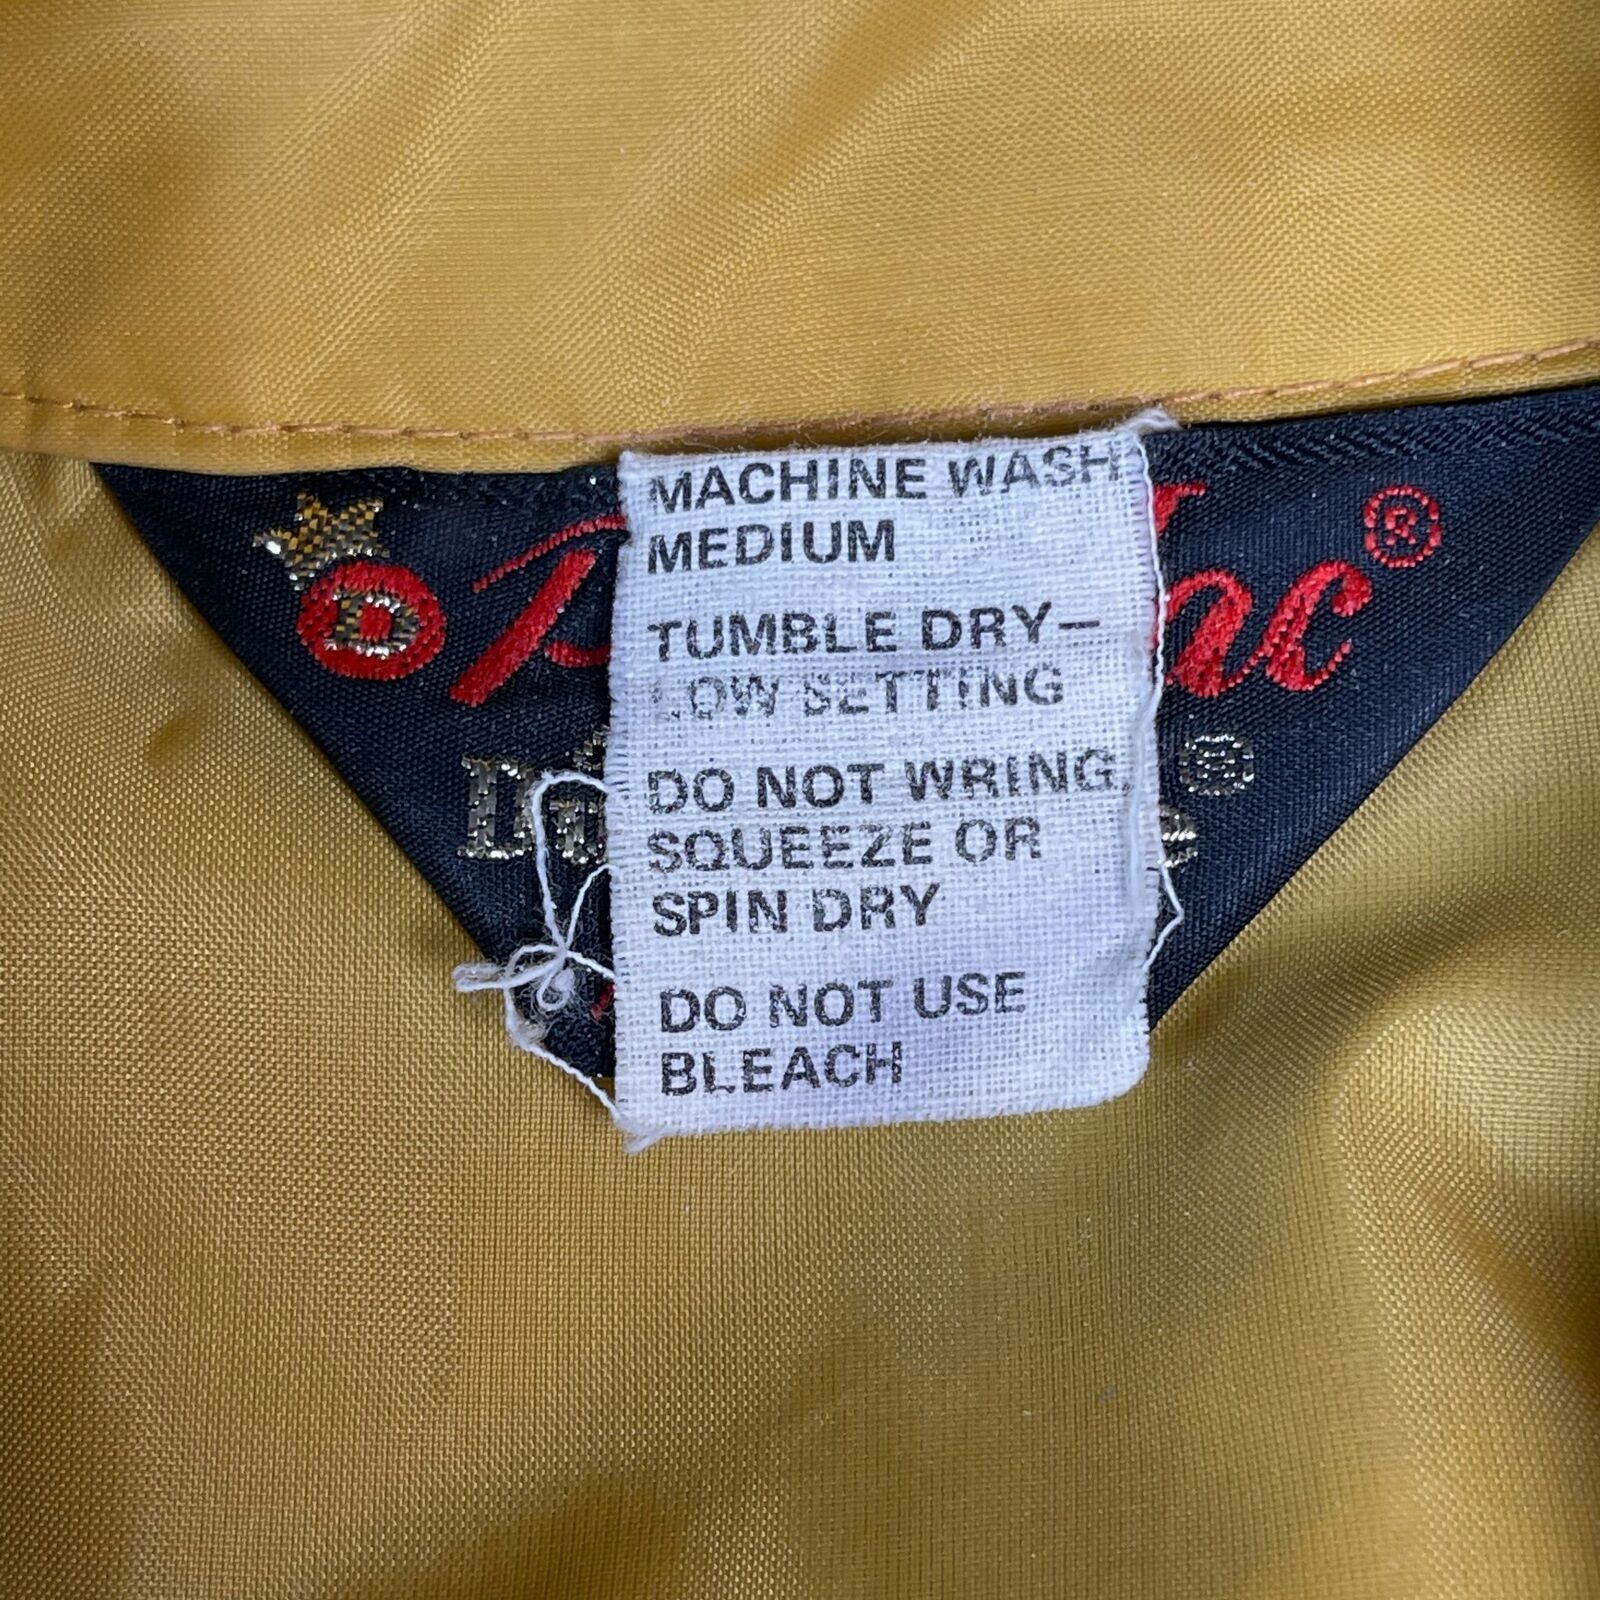 MACHINE WASH
MEDIUM
TUMBLE DRY—
LOW SETTING
DO NOT WRING,
SQUEEZE OR
SPIN DRY
DO NOT USE
BLEACH
D
®
®